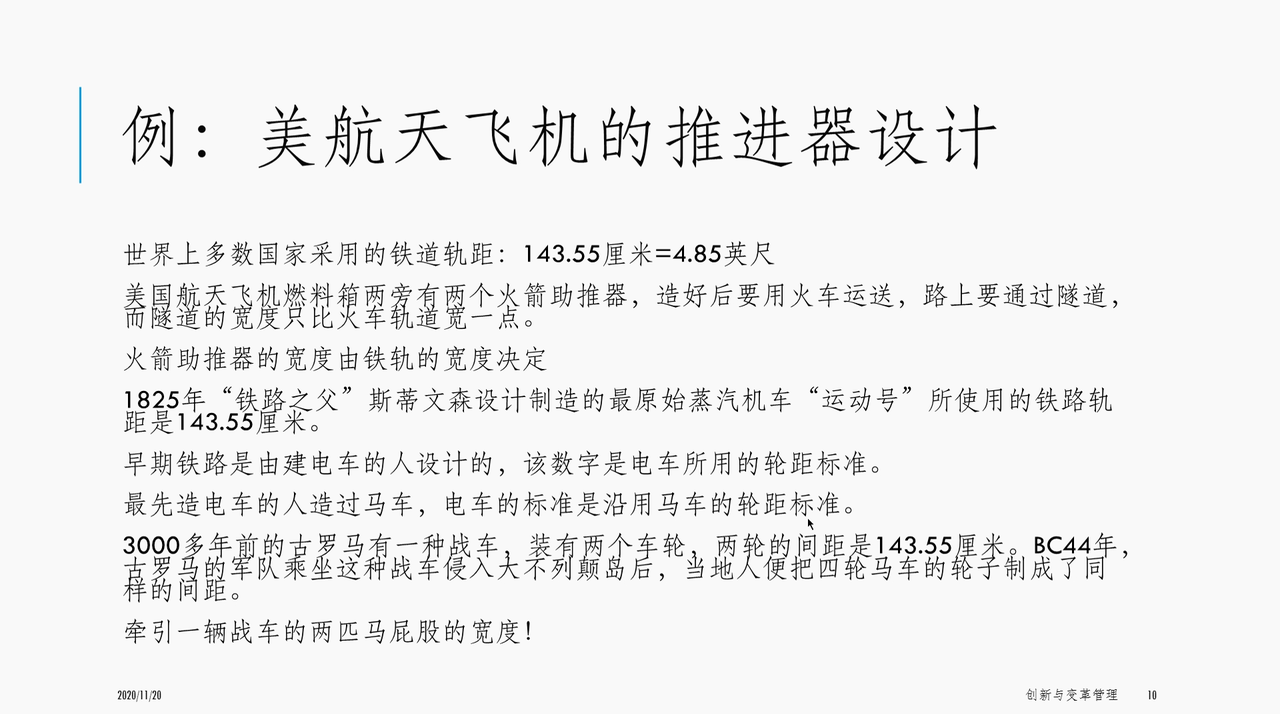 例：美航天飞机的推进器设计
世界上多数国家采用的铁道轨距：143.55厘米=4.85英尺
美国航天飞机燃料箱两旁有两个火箭助推器，造好后要用火车运送，路上要通过隧道，
而隧道的宽度只比火车轨道宽一点。
火箭助推器的宽度由铁轨的宽度决定
1825年“铁路之父”斯蒂文森设计制造的最原始蒸汽机车“运动号”所使用的铁路轨
距是143.55厘米。
早期铁路是由建电车的人设计的，该数字是电车所用的轮距标准。
最先造电车的人造过马车，电车的标准是沿用马车的轮距标准。
3000多年前的古罗马有一种战车，装有两个车轮，两轮的间距是143.55厘米。BC44年，
古罗马的军队乘坐这种战车侵入大不列颠岛后，当地人便把四轮马车的轮子制成了同
样的间距。
牵引一辆战车的两匹马屁股的宽度！
2020/11/20
创新与变革管理
10